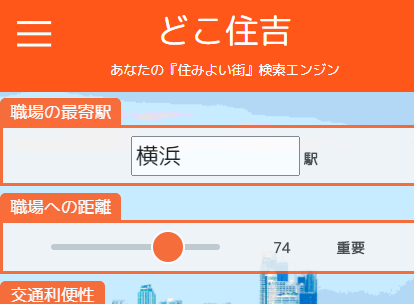 どこ住吉
あなたの『住みよい街』検索エンジン
職場の最寄駅
横浜 駅
職場への距離
74 重要
交通利便性